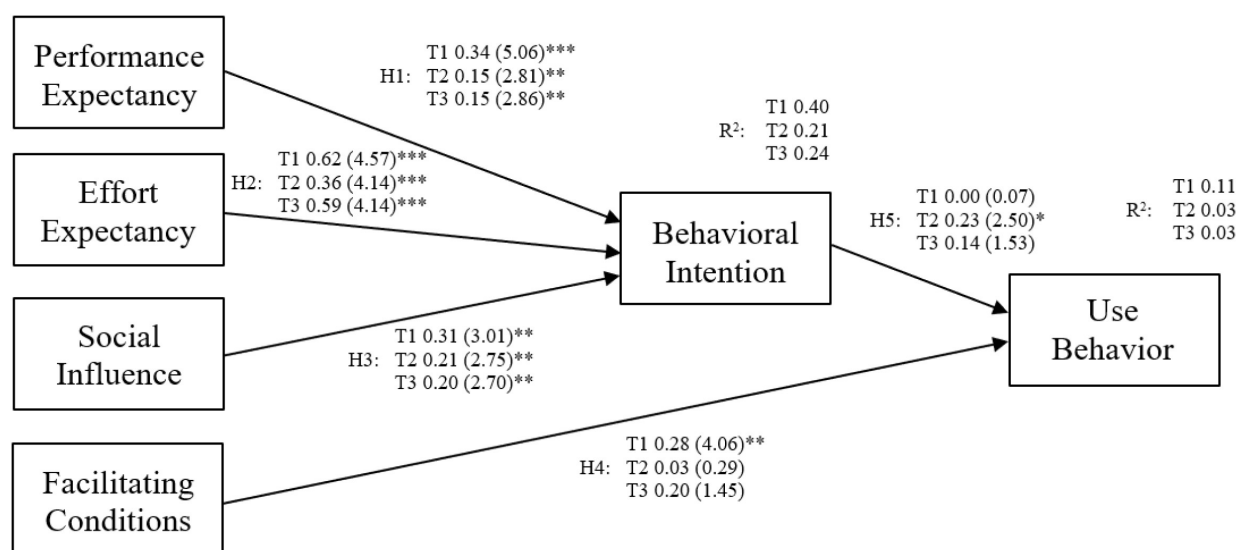 Performance
Expectancy
T1 0.34 (5.06)***
H1: T2 0.15 (2.81)**
T3 0.15 (2.86)**
T1 0.40
R²: T2 0.21
T3 0.24
Effort
Expectancy
T1 0.62 (4.57)***
H2: T2 0.36 (4.14)***
T3 0.59 (4.14)***
Behavioral
Intention
T1 0.00 (0.07)
H5: T2 0.23 (2.50)*
T3 0.14 (1.53)
T1 0.11
R²: T2 0.03
T3 0.03
Use
Behavior
Social
Influence
T1 0.31 (3.01)**
H3: T2 0.21 (2.75)**
T3 0.20 (2.70)**
Facilitating
Conditions
T1 0.28 (4.06)**
H4: T2 0.03 (0.29)
T3 0.20 (1.45)